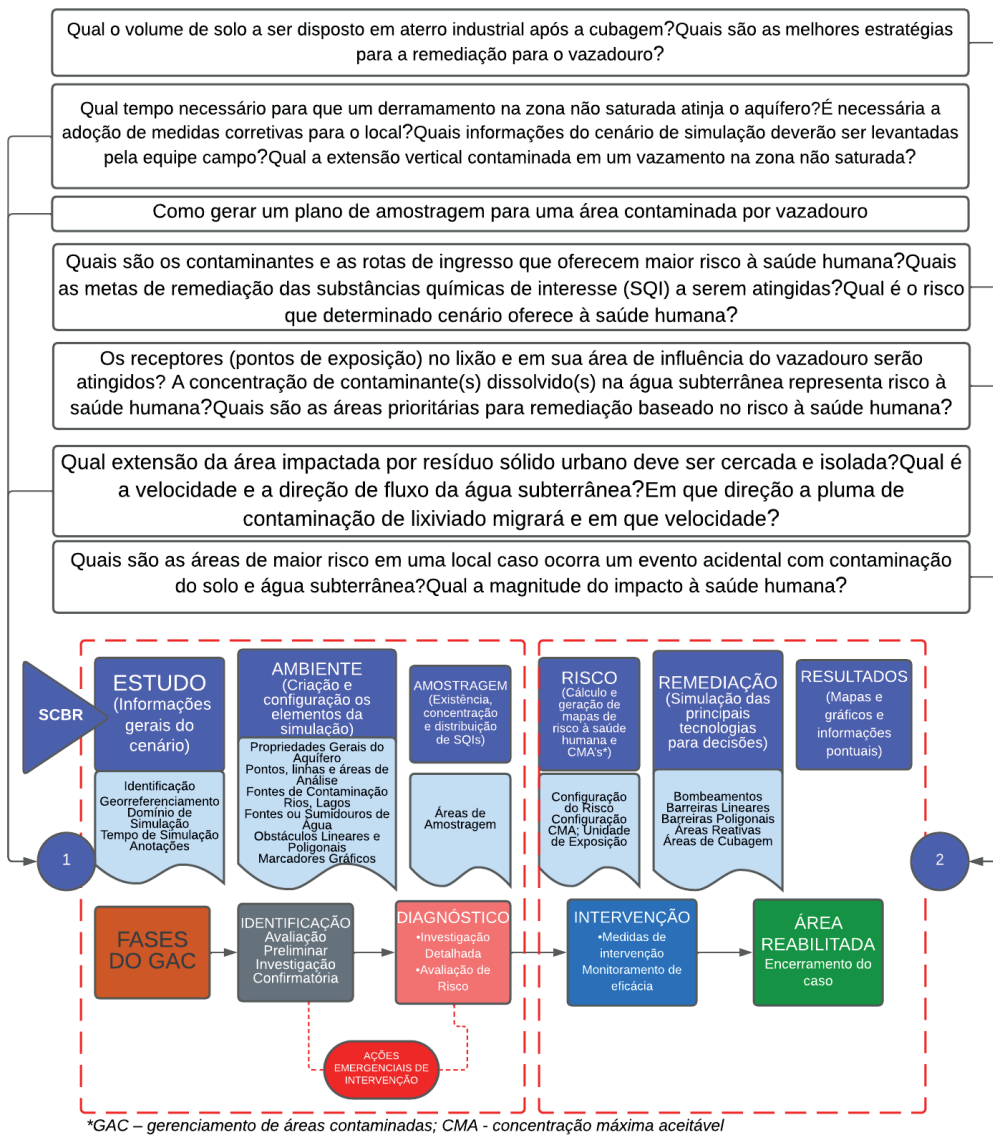 Qual o volume de solo a ser disposto em aterro industrial após a cubagem?Quais são as melhores estratégias
para a remediação para o vazadouro?
Qual tempo necessário para que um derramamento na zona não saturada atinja o aquífero?É necessária a
adoção de medidas corretivas para o local?Quais informações do cenário de simulação deverão ser levantadas
pela equipe campo?Qual a extensão vertical contaminada em um vazamento na zona não saturada?
Como gerar um plano de amostragem para uma área contaminada por vazadouro
Quais são os contaminantes e as rotas de ingresso que oferecem maior risco à saúde humana?Quais
as metas de remediação das substâncias químicas de interesse (SQI) a serem atingidas?Qual é o risco
que determinado cenário oferece à saúde humana?
Os receptores (pontos de exposição) no lixão e em sua área de influência do vazadouro serão
atingidos? A concentração de contaminante(s) dissolvido(s) na água subterrânea representa risco à
saúde humana?Quais são as áreas prioritárias para remediação baseado no risco à saúde humana?
Qual extensão da área impactada por resíduo sólido urbano deve ser cercada e isolada?Qual é
a velocidade e a direção de fluxo da água subterrânea?Em que direção a pluma de
contaminação de lixiviado migrará e em que velocidade?
Quais são as áreas de maior risco em uma local caso ocorra um evento acidental com contaminação
do solo e água subterrânea?Qual a magnitude do impacto à saúde humana?
SCBR
ESTUDO
(Informações
gerais do
cenário)
Identificação
Georreferenciamento
Domínio de
Simulação
Tempo de Simulação
Anotações
AMBIENTE
(Criação e
configuração os
elementos da
simulação)
Propriedades Gerais do
Aquífero
Pontos, linhas e áreas de
Análise
Fontes de Contaminação
Rios, Lagos
Fontes ou Sumidouros de
Água
Obstáculos Lineares e
Poligonais
Marcadores Gráficos
AMOSTRAGEM
(Existência,
concentração
e distribuição
de SQIs)
Áreas de
Amostragem
RISCO
(Cálculo e
geração de
mapas de
risco à saúde
humana e
CMA's*)
Configuração
do Risco
Configuração
CMA; Unidade
de Exposição
REMEDIAÇÃO
(Simulação das
principais
tecnologias
para decisões)
Bombeamentos
Barreiras Lineares
Barreiras Poligonais
Áreas Reativas
Áreas de Cubagem
RESULTADOS
(Mapas e
gráficos e
informações
pontuais)
1
2
FASES
DO GAC
IDENTIFICAÇÃO
Avaliação
Preliminar
Investigação
Confirmatória
DIAGNÓSTICO
•Investigação
Detalhada
•Avaliação de
Risco
INTERVENÇÃO
•Medidas de
intervenção
Monitoramento de
eficácia
ÁREA
REABILITADA
Encerramento do
caso
AÇÕES
EMERGENCIAIS DE
INTERVENÇÃO
*GAC – gerenciamento de áreas contaminadas; CMA - concentração máxima aceitável